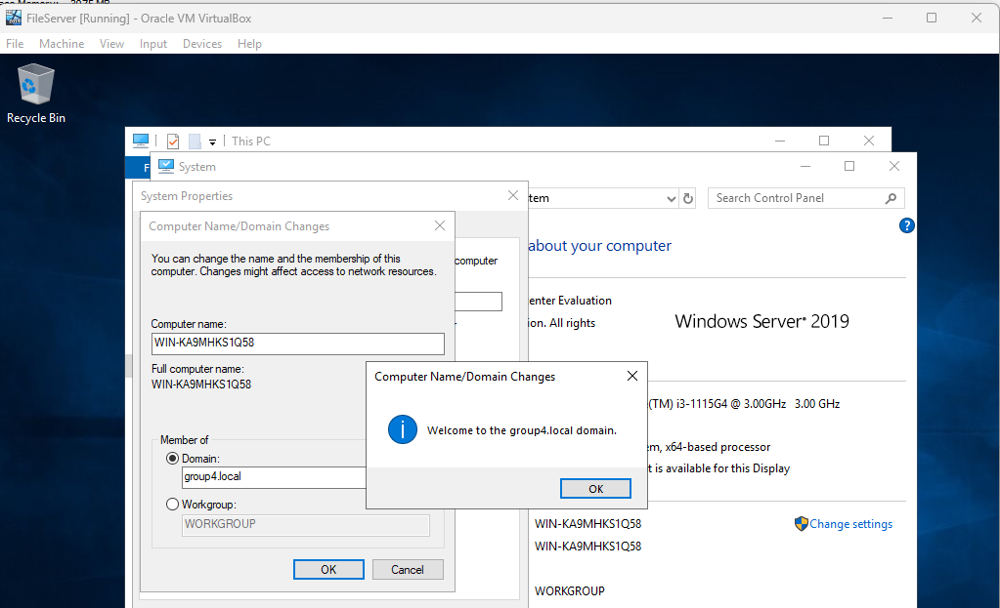 FileServer [Running] - Oracle VM VirtualBox
File Machine View Input Devices Help
Recycle Bin
This PC
F
System
System Properties
tem
Search Control Panel
?
Computer Name/Domain Changes
about your computer
You can change the name and the membership of this
computer. Changes might affect access to network resources.
computer
enter Evaluation
ion. All rights
Windows Server® 2019
Computer name:
WIN-KA9MHKS1Q58
Full computer name:
WIN-KA9MHKS1Q58
Computer Name/Domain Changes
(TM) i3-1115G4 @ 3.00GHz 3.00 GHz
Welcome to the group4.local domain.
em, x64-based processor
t is available for this Display
OK
Member of
Domain:
group4.local
Workgroup:
WORKGROUP
WIN-KA9MHKS1Q58
Change settings
WIN-KA9MHKS1Q58
OK Cancel
WORKGROUP